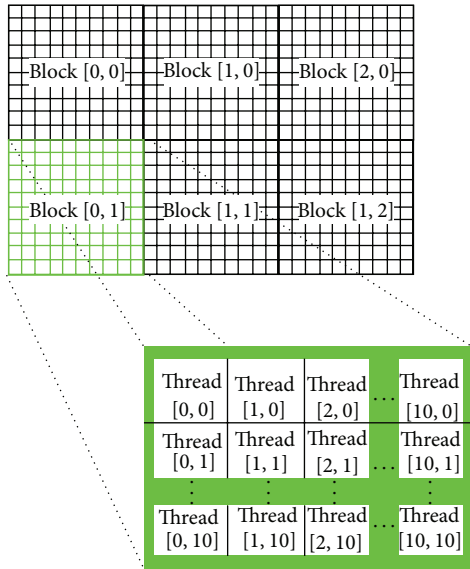 Block [0, 0] Block [1, 0] Block [2, 0]
Block [0, 1] Block [1, 1] Block [1, 2]
Thread Thread Thread Thread
[0, 0] [1, 0] [2, 0] ... [10, 0]
Thread Thread Thread Thread
[0, 1] [1, 1] [2, 1] ... [10, 1]
Thread Thread Thread Thread
[0, 10] [1, 10] [2, 10] ... [10, 10]